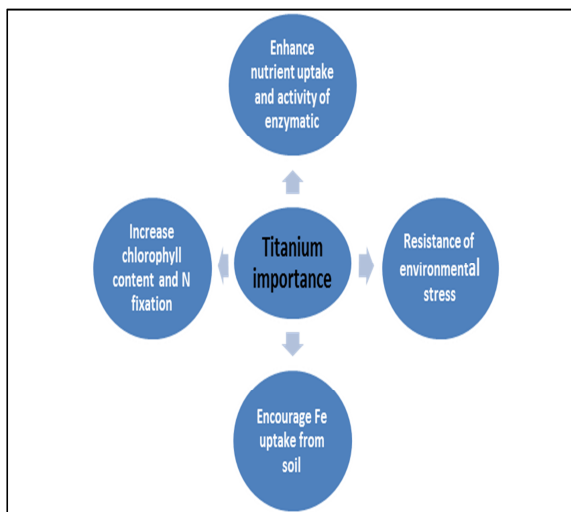 Enhance
nutrient uptake
and activity of
enzymatic
Increase
chlorophyll
content and N
fixation
Titanium
importance
Resistance of
environmental
stress
Encourage Fe
uptake from
soil